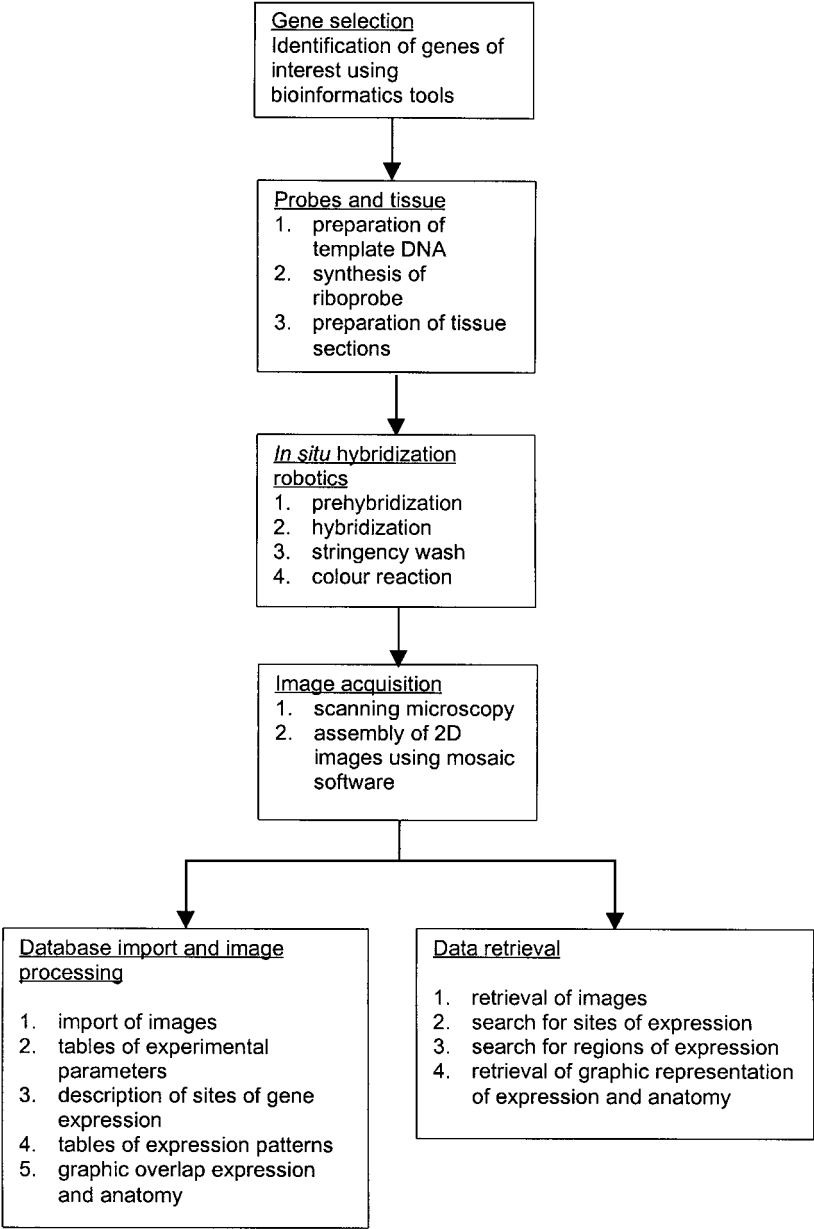 Gene selection
Identification of genes of
interest using
bioinformatics tools
Probes and tissue
1. preparation of
template DNA
2. synthesis of
riboprobe
3. preparation of tissue
sections
In situ hybridization
robotics
1. prehybridization
2. hybridization
3. stringency wash
4. colour reaction
Image acquisition
1. scanning microscopy
2. assembly of 2D
images using mosaic
software
Database import and image
processing
1. import of images
2. tables of experimental
parameters
3. description of sites of gene
expression
4. tables of expression patterns
5. graphic overlap expression
and anatomy
Data retrieval
1. retrieval of images
2. search for sites of expression
3. search for regions of expression
4. retrieval of graphic representation
of expression and anatomy